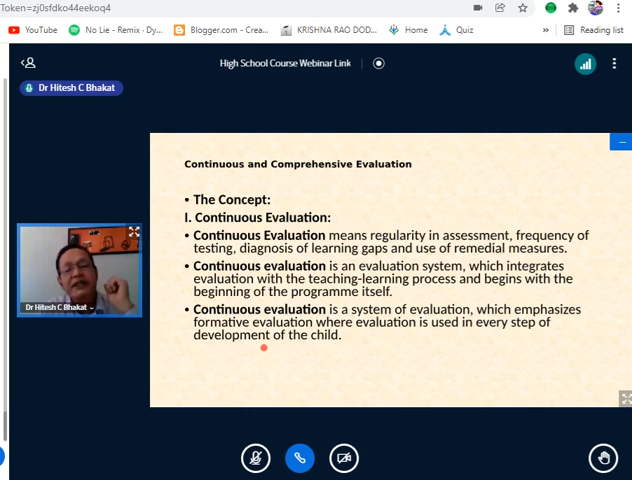 Token=zj0sfdko44eekoq4
YouTube
No Lie - Remix · Dy...
Blogger.com - Crea...
KRISHNA RAO DOD...
Home
Quiz
»
Reading list
High School Course Webinar Link
Dr Hitesh C Bhakat
Continuous and Comprehensive Evaluation
• The Concept:
I. Continuous Evaluation:
• Continuous Evaluation means regularity in assessment, frequency of
testing, diagnosis of learning gaps and use of remedial measures.
• Continuous evaluation is an evaluation system, which integrates
evaluation with the teaching-learning process and begins with the
beginning of the programme itself.
• Continuous evaluation is a system of evaluation, which emphasizes
formative evaluation where evaluation is used in every step of
development of the child.
Dr Hitesh C Bhakat